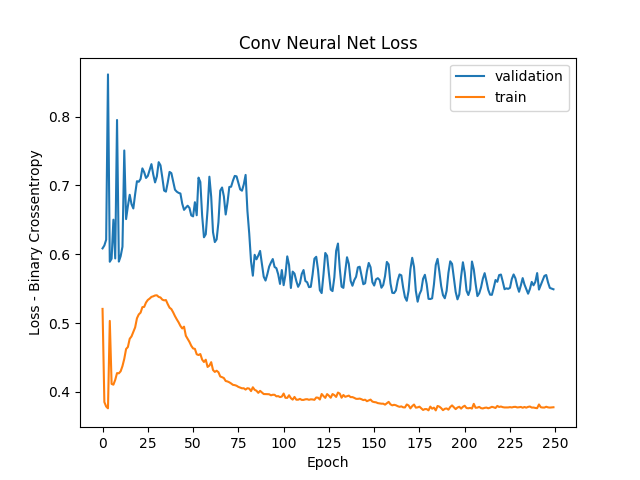 Conv Neural Net Loss
validation
train
0.8
0.7
0.6
0.5
0.4
Loss - Binary Crossentropy
0 25 50 75 100 125 150 175 200 225 250
Epoch